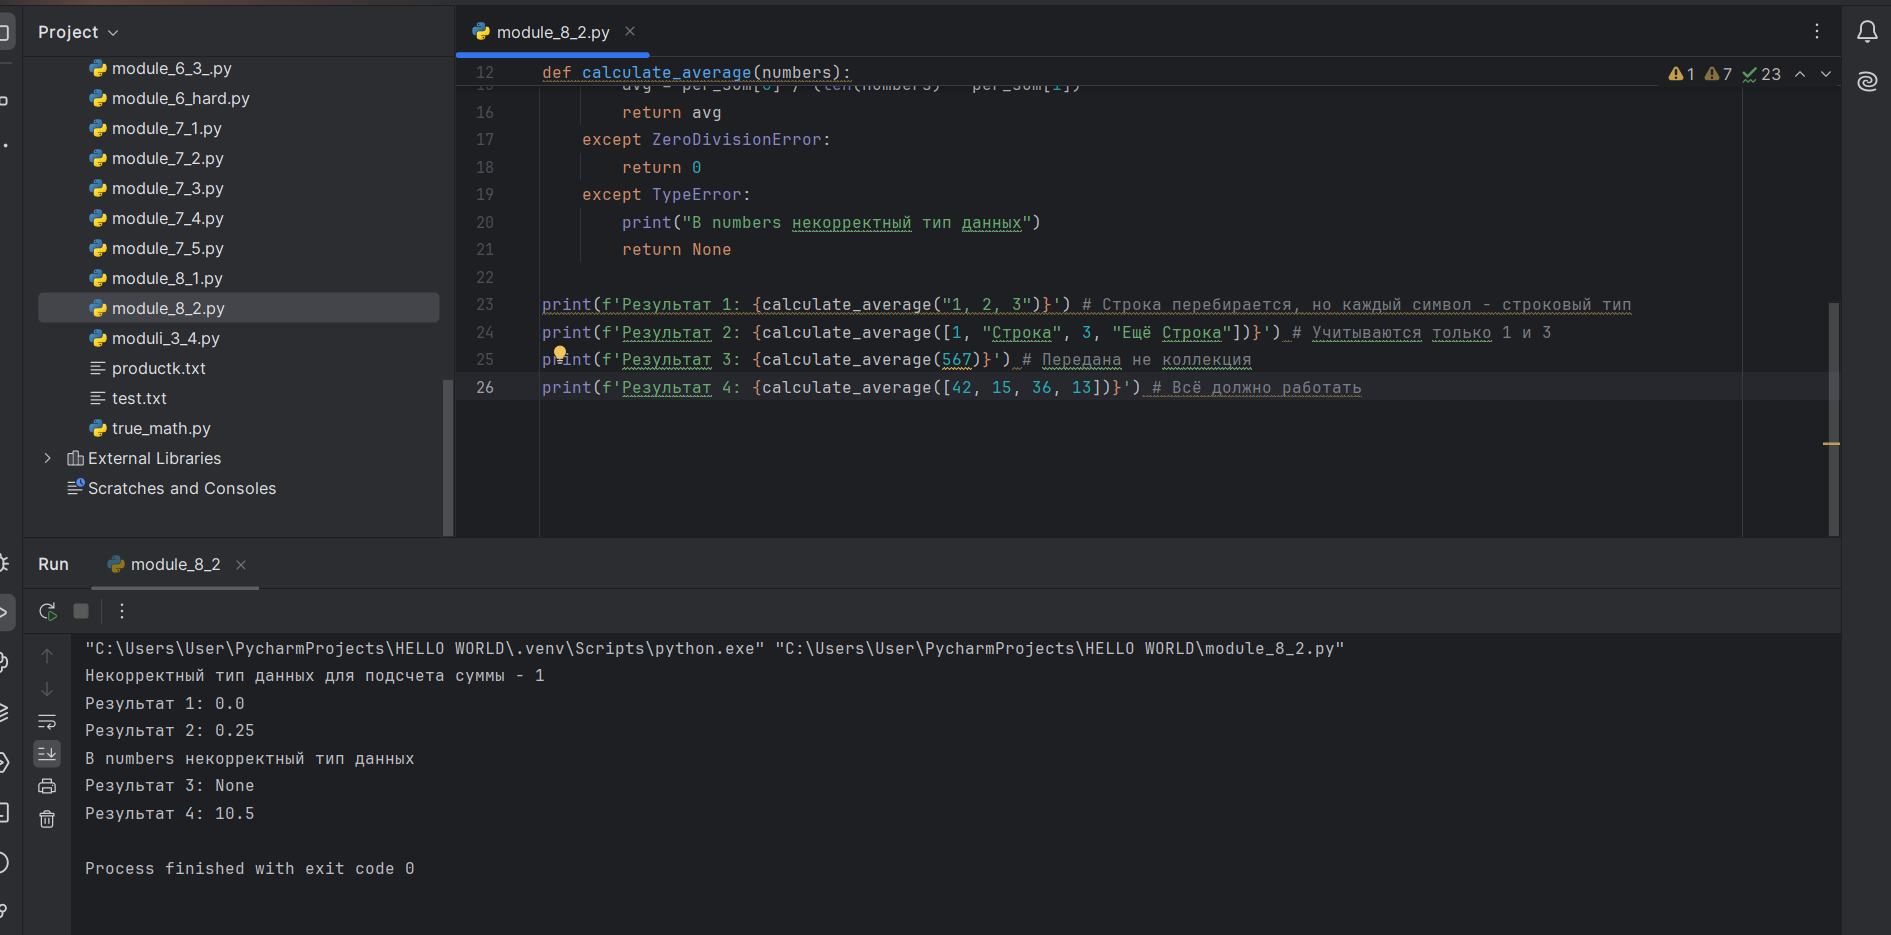 Project
module_8_2.py
module_6_3_.py
module_6_hard.py
module_7_1.py
module_7_2.py
module_7_3.py
module_7_4.py
module_7_5.py
module_8_1.py
module_8_2.py
moduli_3_4.py
productk.txt
test.txt
true_math.py
External Libraries
Scratches and Consoles
12 def calculate_average(numbers):
1 7 23
16 return avg
17 except ZeroDivisionError:
18 return 0
19 except TypeError:
20 print("В numbers некорректный тип данных")
21 return None
22
23 print(f'Результат 1: {calculate_average("1, 2, 3")}') # Строка перебирается, но каждый символ - строковый тип
24 print(f'Результат 2: {calculate_average([1, "Строка", 3, "Ещё Строка"])}') # Учитываются только 1 и 3
25 print(f'Результат 3: {calculate_average(567)}') # Передана не коллекция
26 print(f'Результат 4: {calculate_average([42, 15, 36, 13])}') # Всё должно работать
Run module_8_2
"C:\Users\User\PycharmProjects\HELLO WORLD\.venv\Scripts\python.exe" "C:\Users\User\PycharmProjects\HELLO WORLD\module_8_2.py"
Некорректный тип данных для подсчета суммы - 1
Результат 1: 0.0
Результат 2: 0.25
В numbers некорректный тип данных
Результат 3: None
Результат 4: 10.5
Process finished with exit code 0